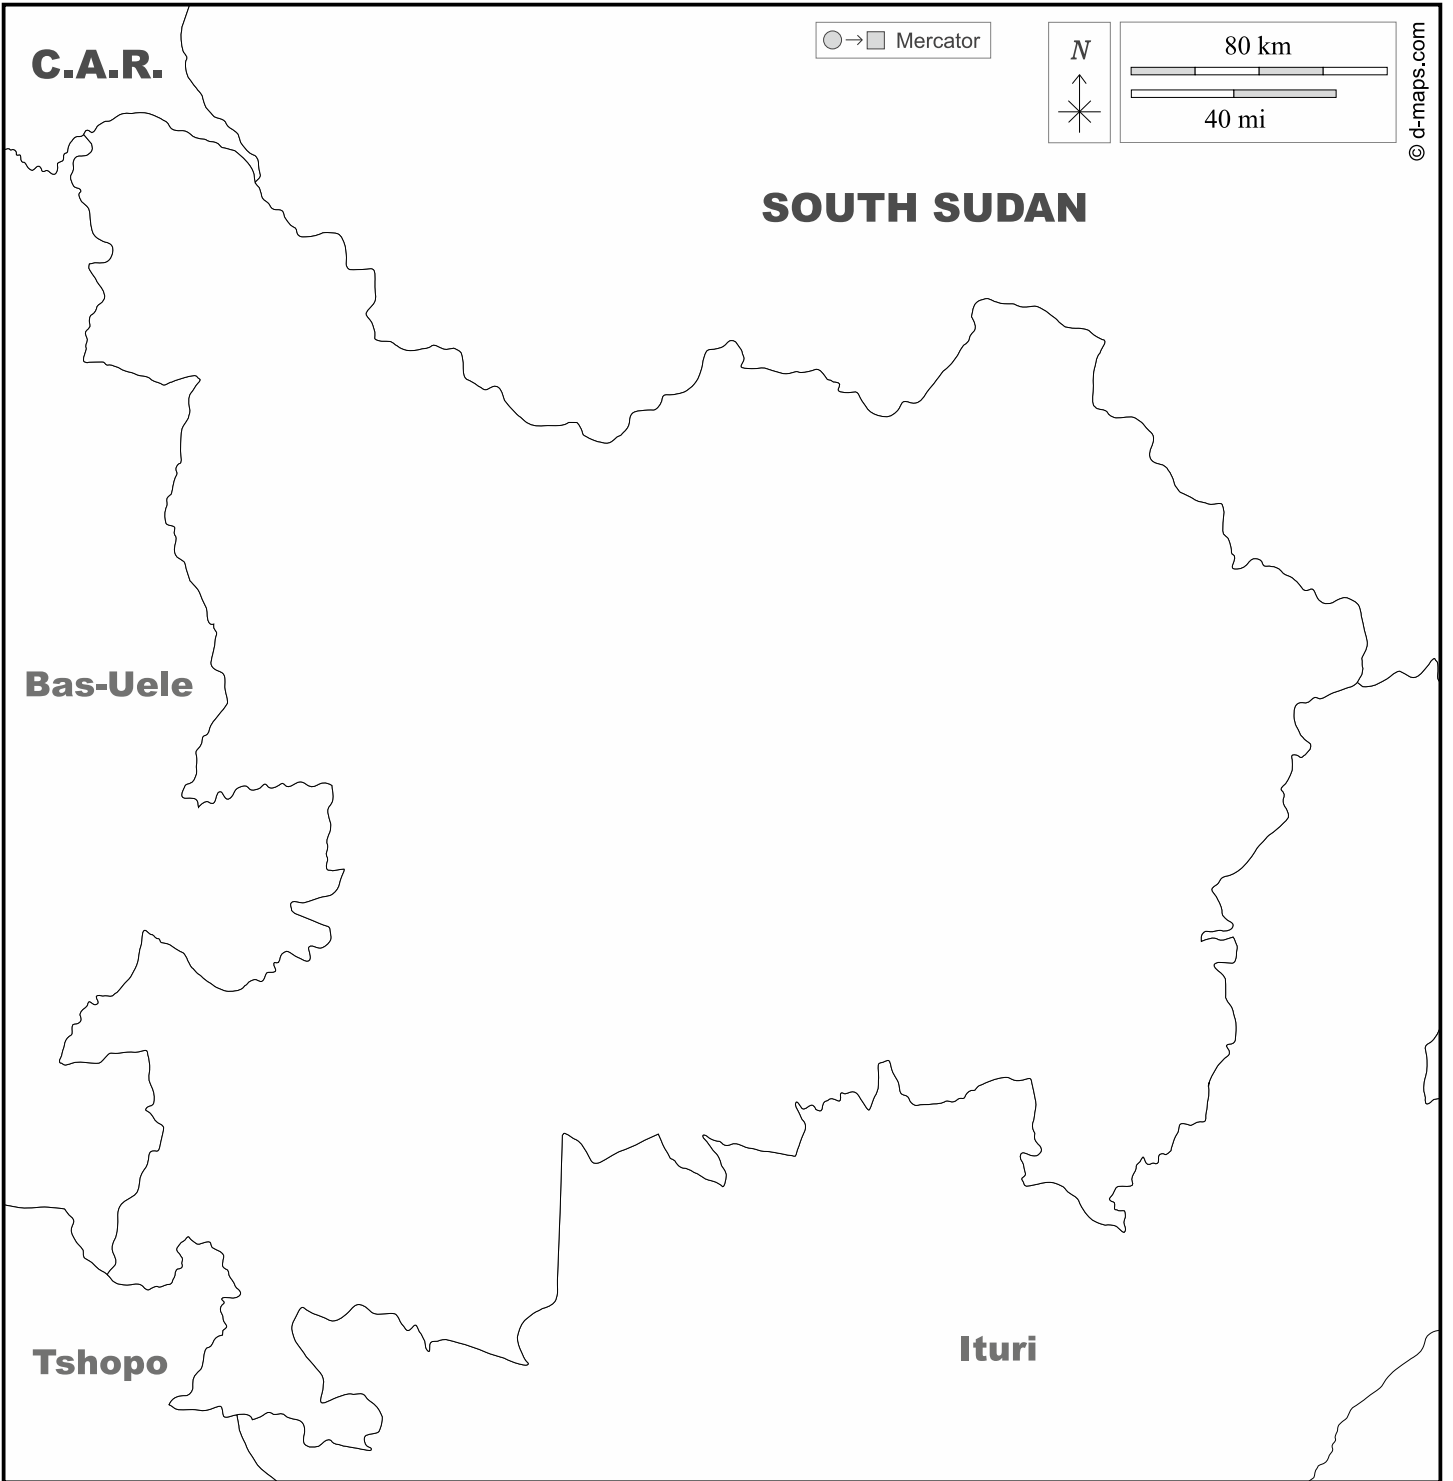 C.A.R.
Mercator
N
80 km
40 mi
© d-maps.com
SOUTH SUDAN
Bas-Uele
Tshopo
Ituri